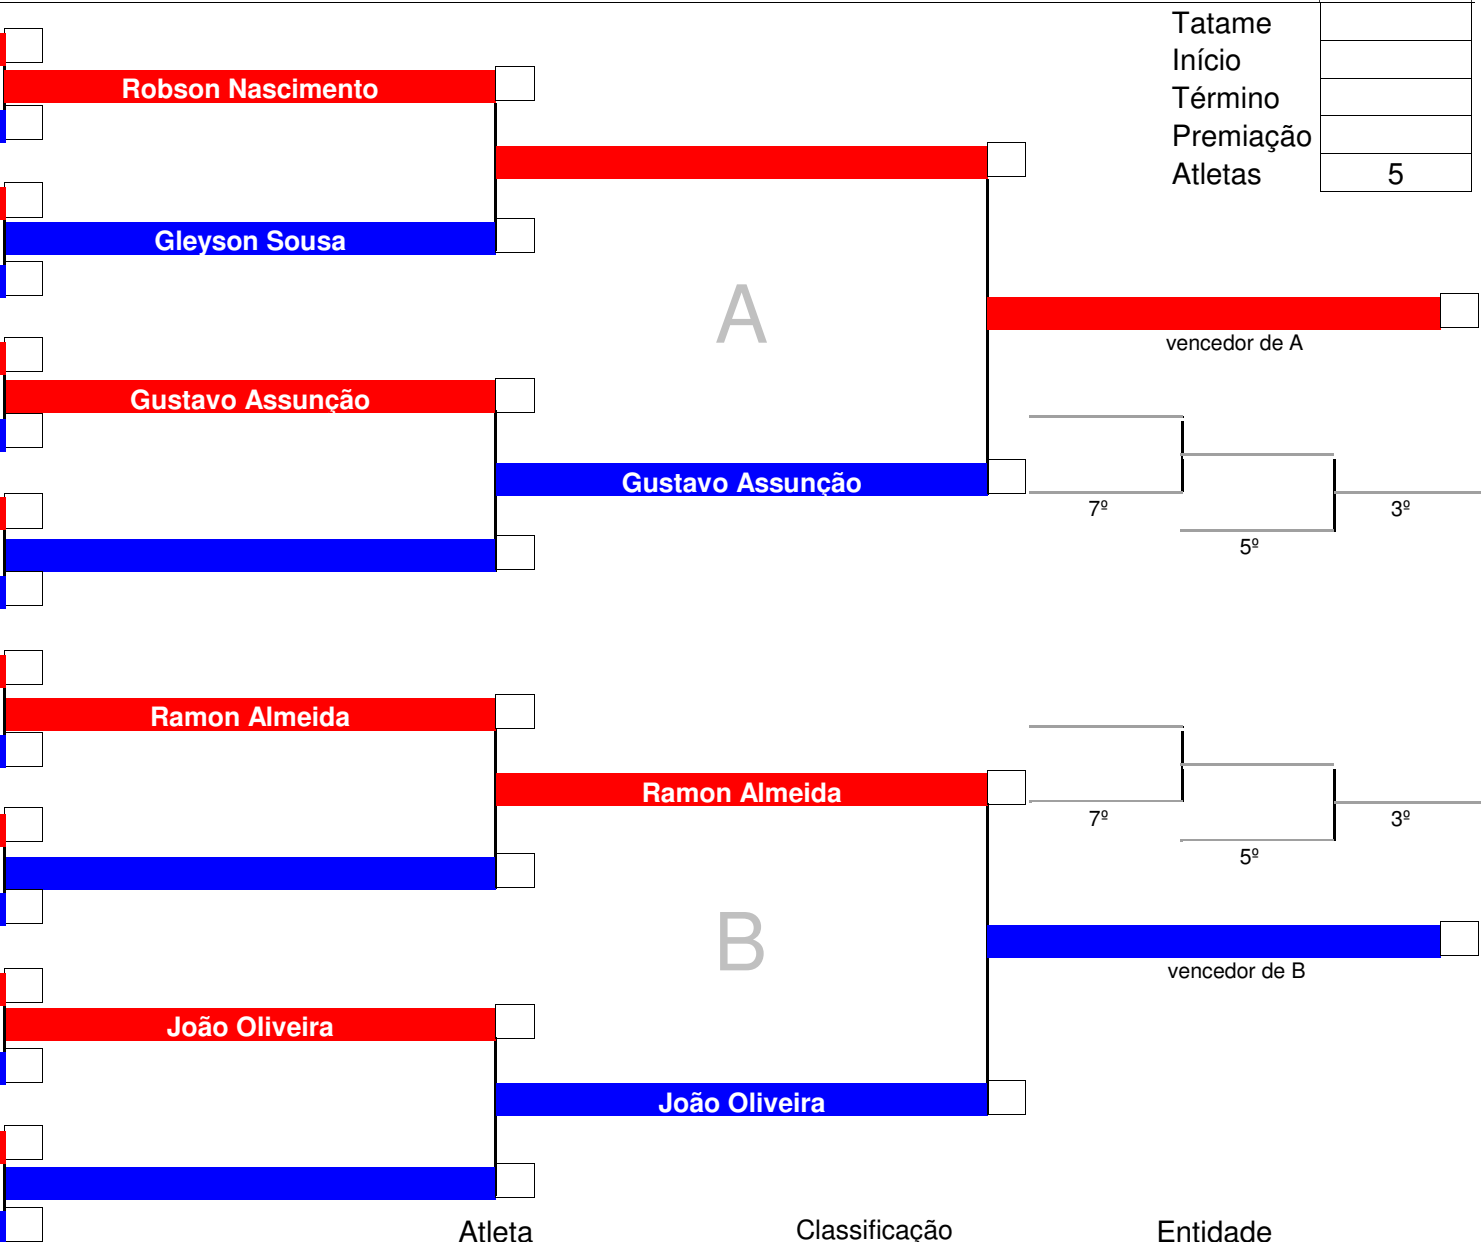 Tatame
Início
Robson Nascimento
Término
Premiação
Atletas 5
Gleyson Sousa
A
vencedor de A
Gustavo Assunção
Gustavo Assunção
7º 3º
5º
Ramon Almeida
Ramon Almeida
7º 3º
5º
B
vencedor de B
João Oliveira
João Oliveira
Atleta Classificação Entidade